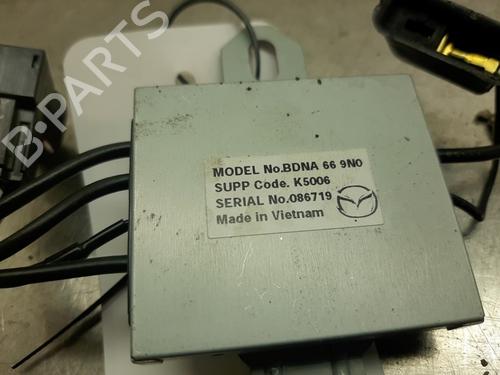 B-PARTS
MODEL No.BDNA 66 9N0
SUPP Code. K5006
SERIAL No.086719
Made in Vietnam